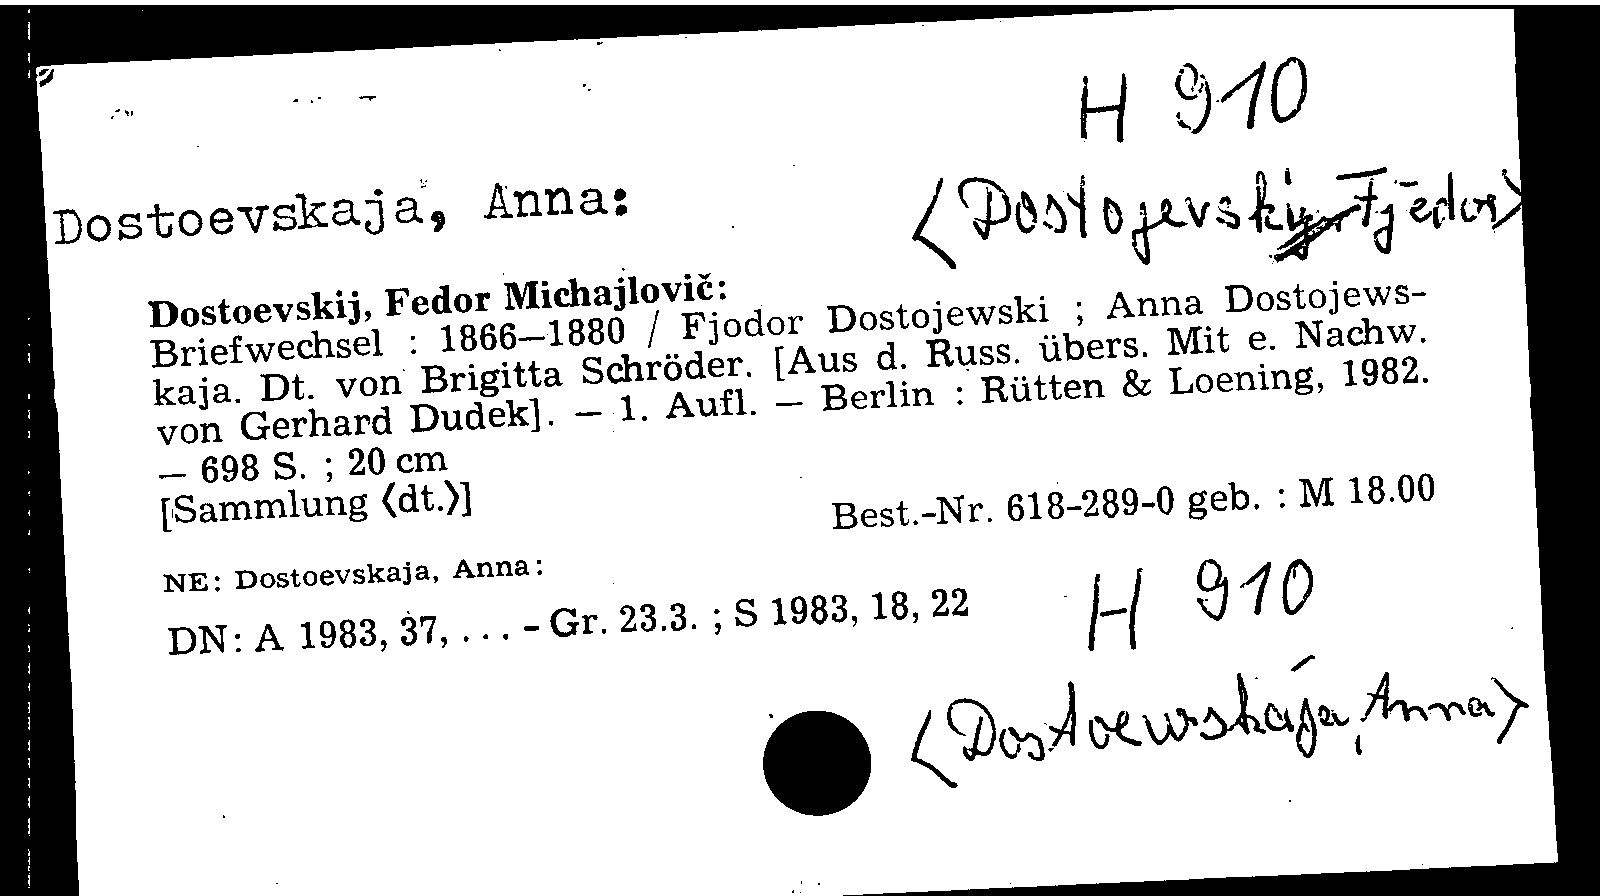 H 910
Dostoevskaja, Anna:
<Dostojevski, Fjēdor>
Dostoevskij, Fedor Michajlovič:
Briefwechsel : 1866—1880 / Fjodor Dostojewski ; Anna Dostojews-
kaja. Dt. von Brigitta Schröder. [Aus d. Russ. übers. Mit e. Nachw.
von Gerhard Dudek]. — 1. Aufl. — Berlin : Rütten & Loening, 1982.
— 698 S. ; 20 cm
[Sammlung ⟨dt.⟩]
Best.-Nr. 618-289-0 geb. : M 18.00
NE: Dostoevskaja, Anna:
DN: A 1983, 37, . . . - Gr. 23.3. ; S 1983, 18, 22
H 910
<Dostoewskaja, Anna>